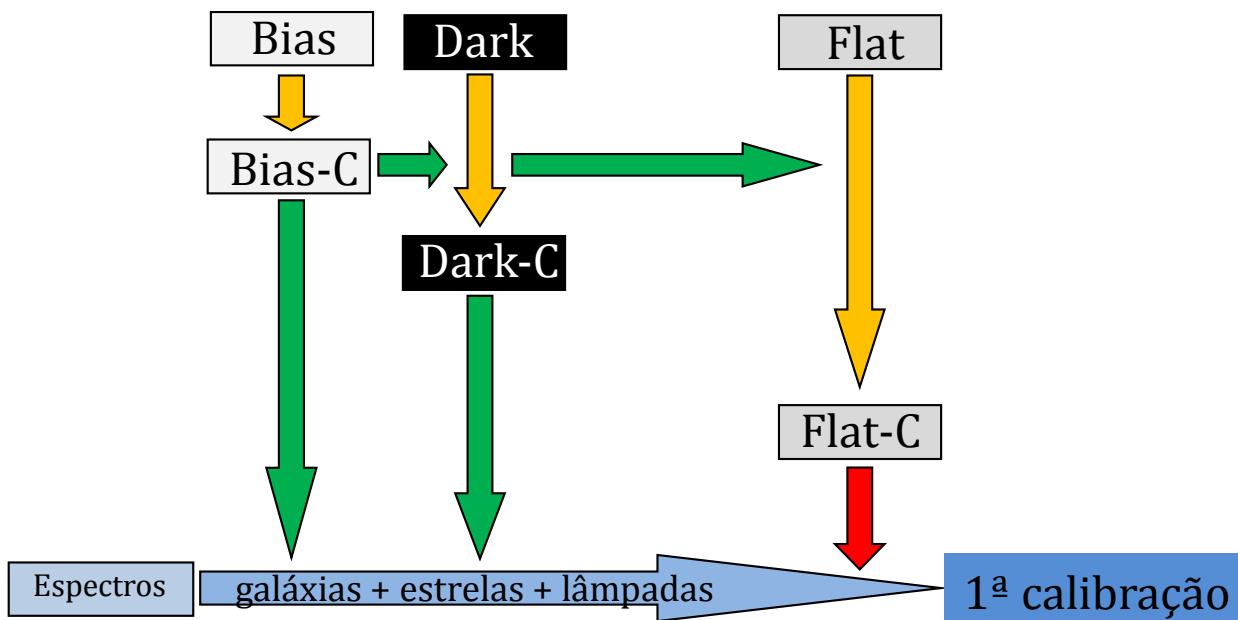 Bias
Dark
Flat
Bias-C
Dark-C
Flat-C
Espectros
galáxias + estrelas + lâmpadas
1ª calibração